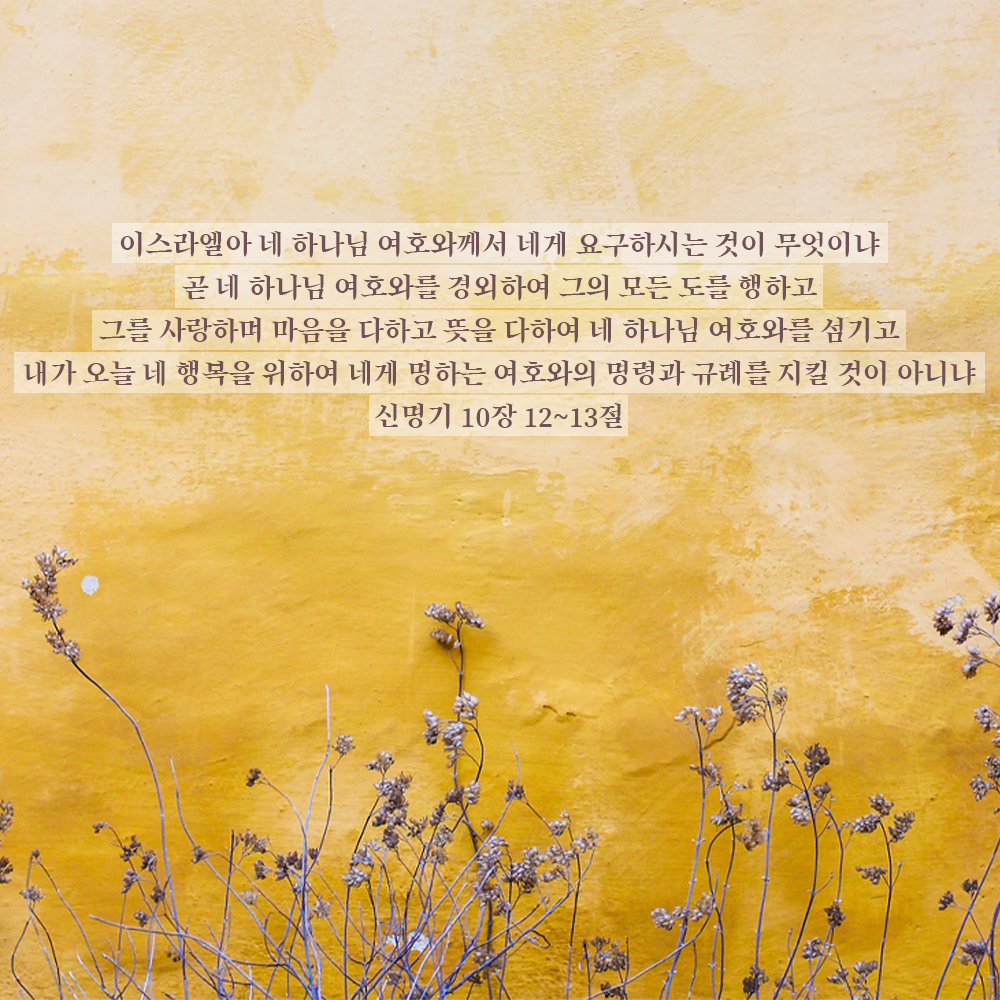 이스라엘아 네 하나님 여호와께서 네게 요구하시는 것이 무엇이냐
곧 네 하나님 여호와를 경외하여 그의 모든 도를 행하고
그를 사랑하며 마음을 다하고 뜻을 다하여 네 하나님 여호와를 섬기고
내가 오늘 네 행복을 위하여 네게 명하는 여호와의 명령과 규례를 지킬 것이 아니냐
신명기 10장 12~13절